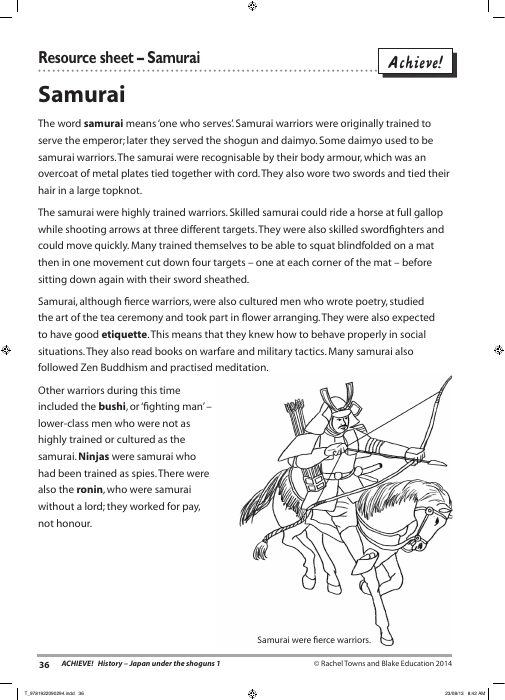 Resource sheet – Samurai
Achieve!
Samurai
The word samurai means ‘one who serves’. Samurai warriors were originally trained to
serve the emperor; later they served the shogun and daimyo. Some daimyo used to be
samurai warriors. The samurai were recognisable by their body armour, which was an
overcoat of metal plates tied together with cord. They also wore two swords and tied their
hair in a large topknot.
The samurai were highly trained warriors. Skilled samurai could ride a horse at full gallop
while shooting arrows at three different targets. They were also skilled swordfighters and
could move quickly. Many trained themselves to be able to squat blindfolded on a mat
then in one movement cut down four targets – one at each corner of the mat – before
sitting down again with their sword sheathed.
Samurai, although fierce warriors, were also cultured men who wrote poetry, studied
the art of the tea ceremony and took part in flower arranging. They were also expected
to have good etiquette. This means that they knew how to behave properly in social
situations. They also read books on warfare and military tactics. Many samurai also
followed Zen Buddhism and practised meditation.
Other warriors during this time
included the bushi, or ‘fighting man’ –
lower-class men who were not as
highly trained or cultured as the
samurai. Ninjas were samurai who
had been trained as spies. There were
also the ronin, who were samurai
without a lord; they worked for pay,
not honour.
Samurai were fierce warriors.
36 ACHIEVE! History – Japan under the shoguns 1 © Rachel Towns and Blake Education 2014
T_9781922090294.indd 36 23/08/13 8:42 AM